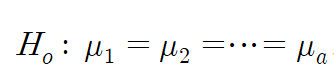 Hₒ: μ₁ = μ₂ =···= μₐ